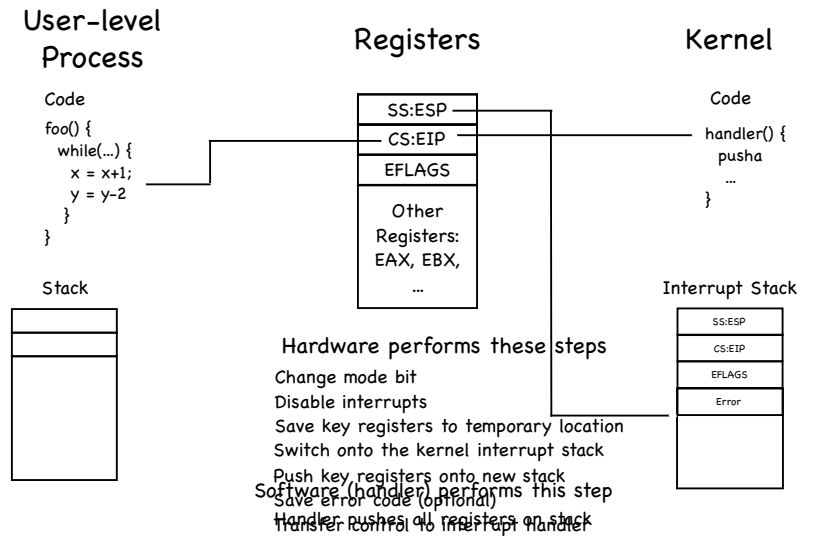 User-level
Process
Registers
Kernel
Code
foo() {
while(...) {
x = x+1;
y = y-2
}
}
Stack
SS:ESP
CS:EIP
EFLAGS
Other
Registers:
EAX, EBX,
...
Code
handler() {
pusha
...
}
Interrupt Stack
SS:ESP
CS:EIP
EFLAGS
Error
Hardware performs these steps
Change mode bit
Disable interrupts
Save key registers to temporary location
Switch onto the kernel interrupt stack
Push key registers onto new stack
Software (handler) performs this step
Save error code (optional)
Handler pushes all registers on stack
Transfer control to interrupt handler